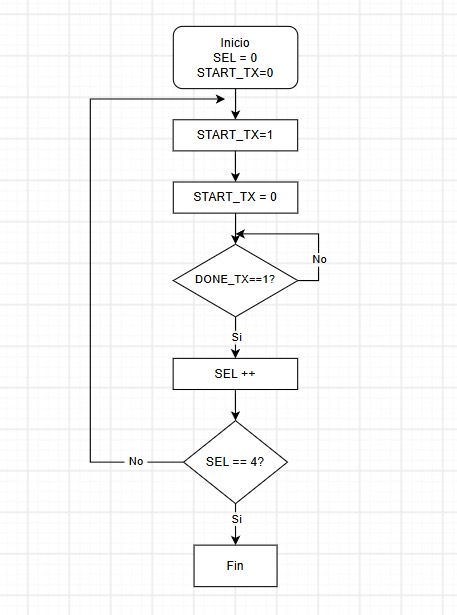 Inicio
SEL = 0
START_TX=0
START_TX=1
START_TX = 0
DONE_TX==1?
No
Si
SEL ++
SEL == 4?
No
Si
Fin